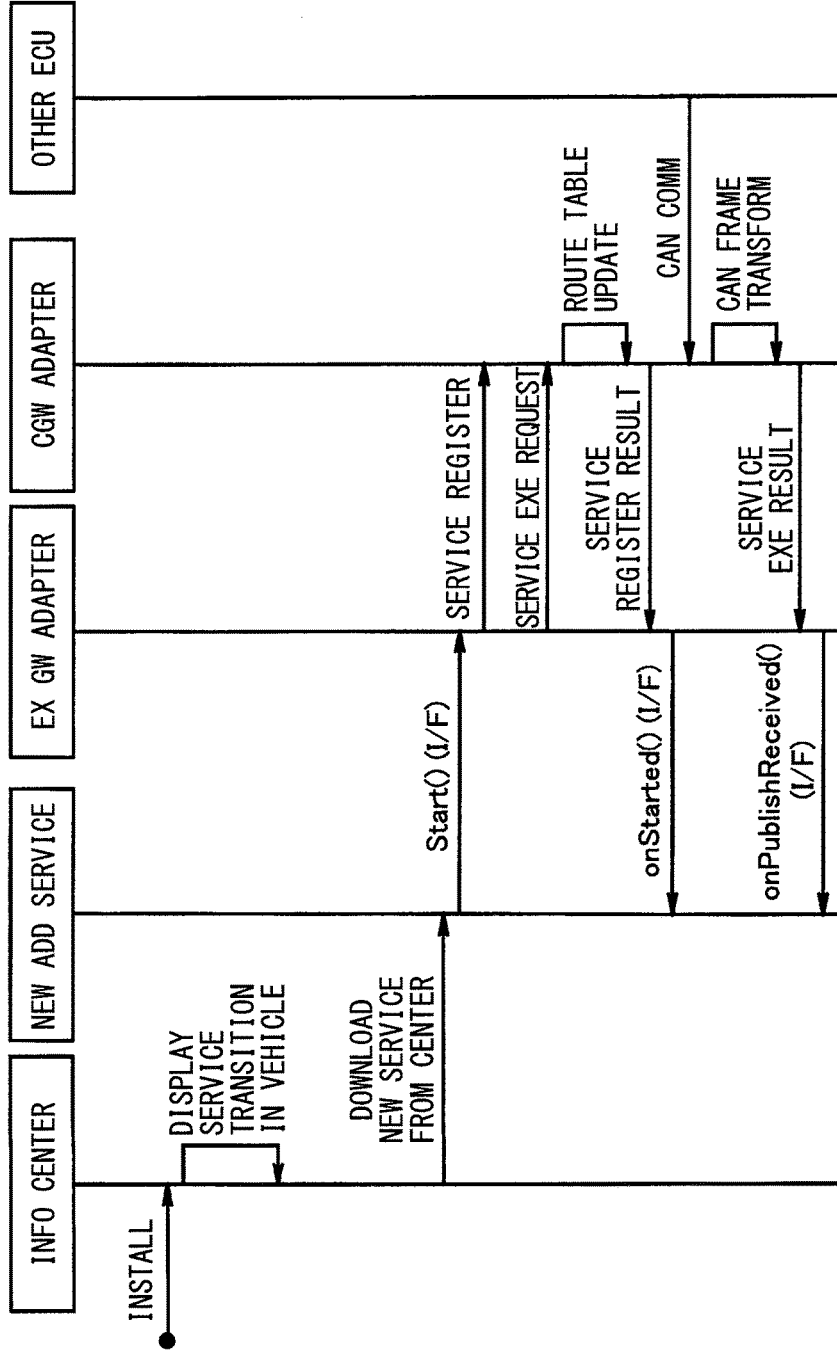 INFO CENTER
NEW ADD SERVICE
EX GW ADAPTER
CGW ADAPTER
OTHER ECU
INSTALL
DISPLAY
SERVICE
TRANSITION
IN VEHICLE
DOWNLOAD
NEW SERVICE
FROM CENTER
Start() (I/F)
SERVICE REGISTER
SERVICE EXE REQUEST
ROUTE TABLE
UPDATE
SERVICE
REGISTER RESULT
onStarted() (I/F)
CAN COMM
CAN FRAME
TRANSFORM
SERVICE
EXE RESULT
onPublishReceived()
(I/F)